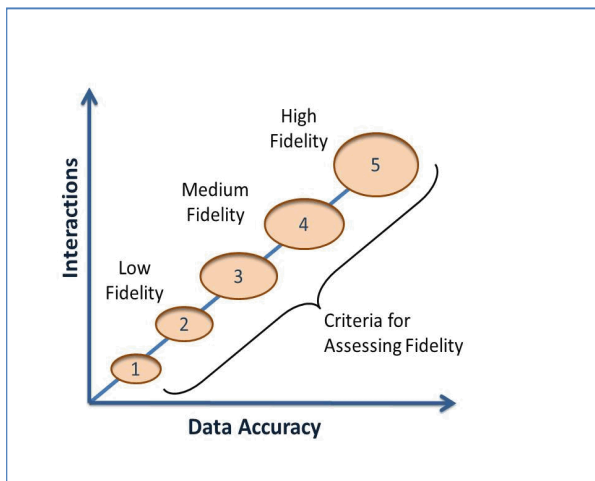 High
Fidelity
5
Medium
Fidelity
4
Interactions
Low
Fidelity
3
2
Criteria for
Assessing Fidelity
1
Data Accuracy